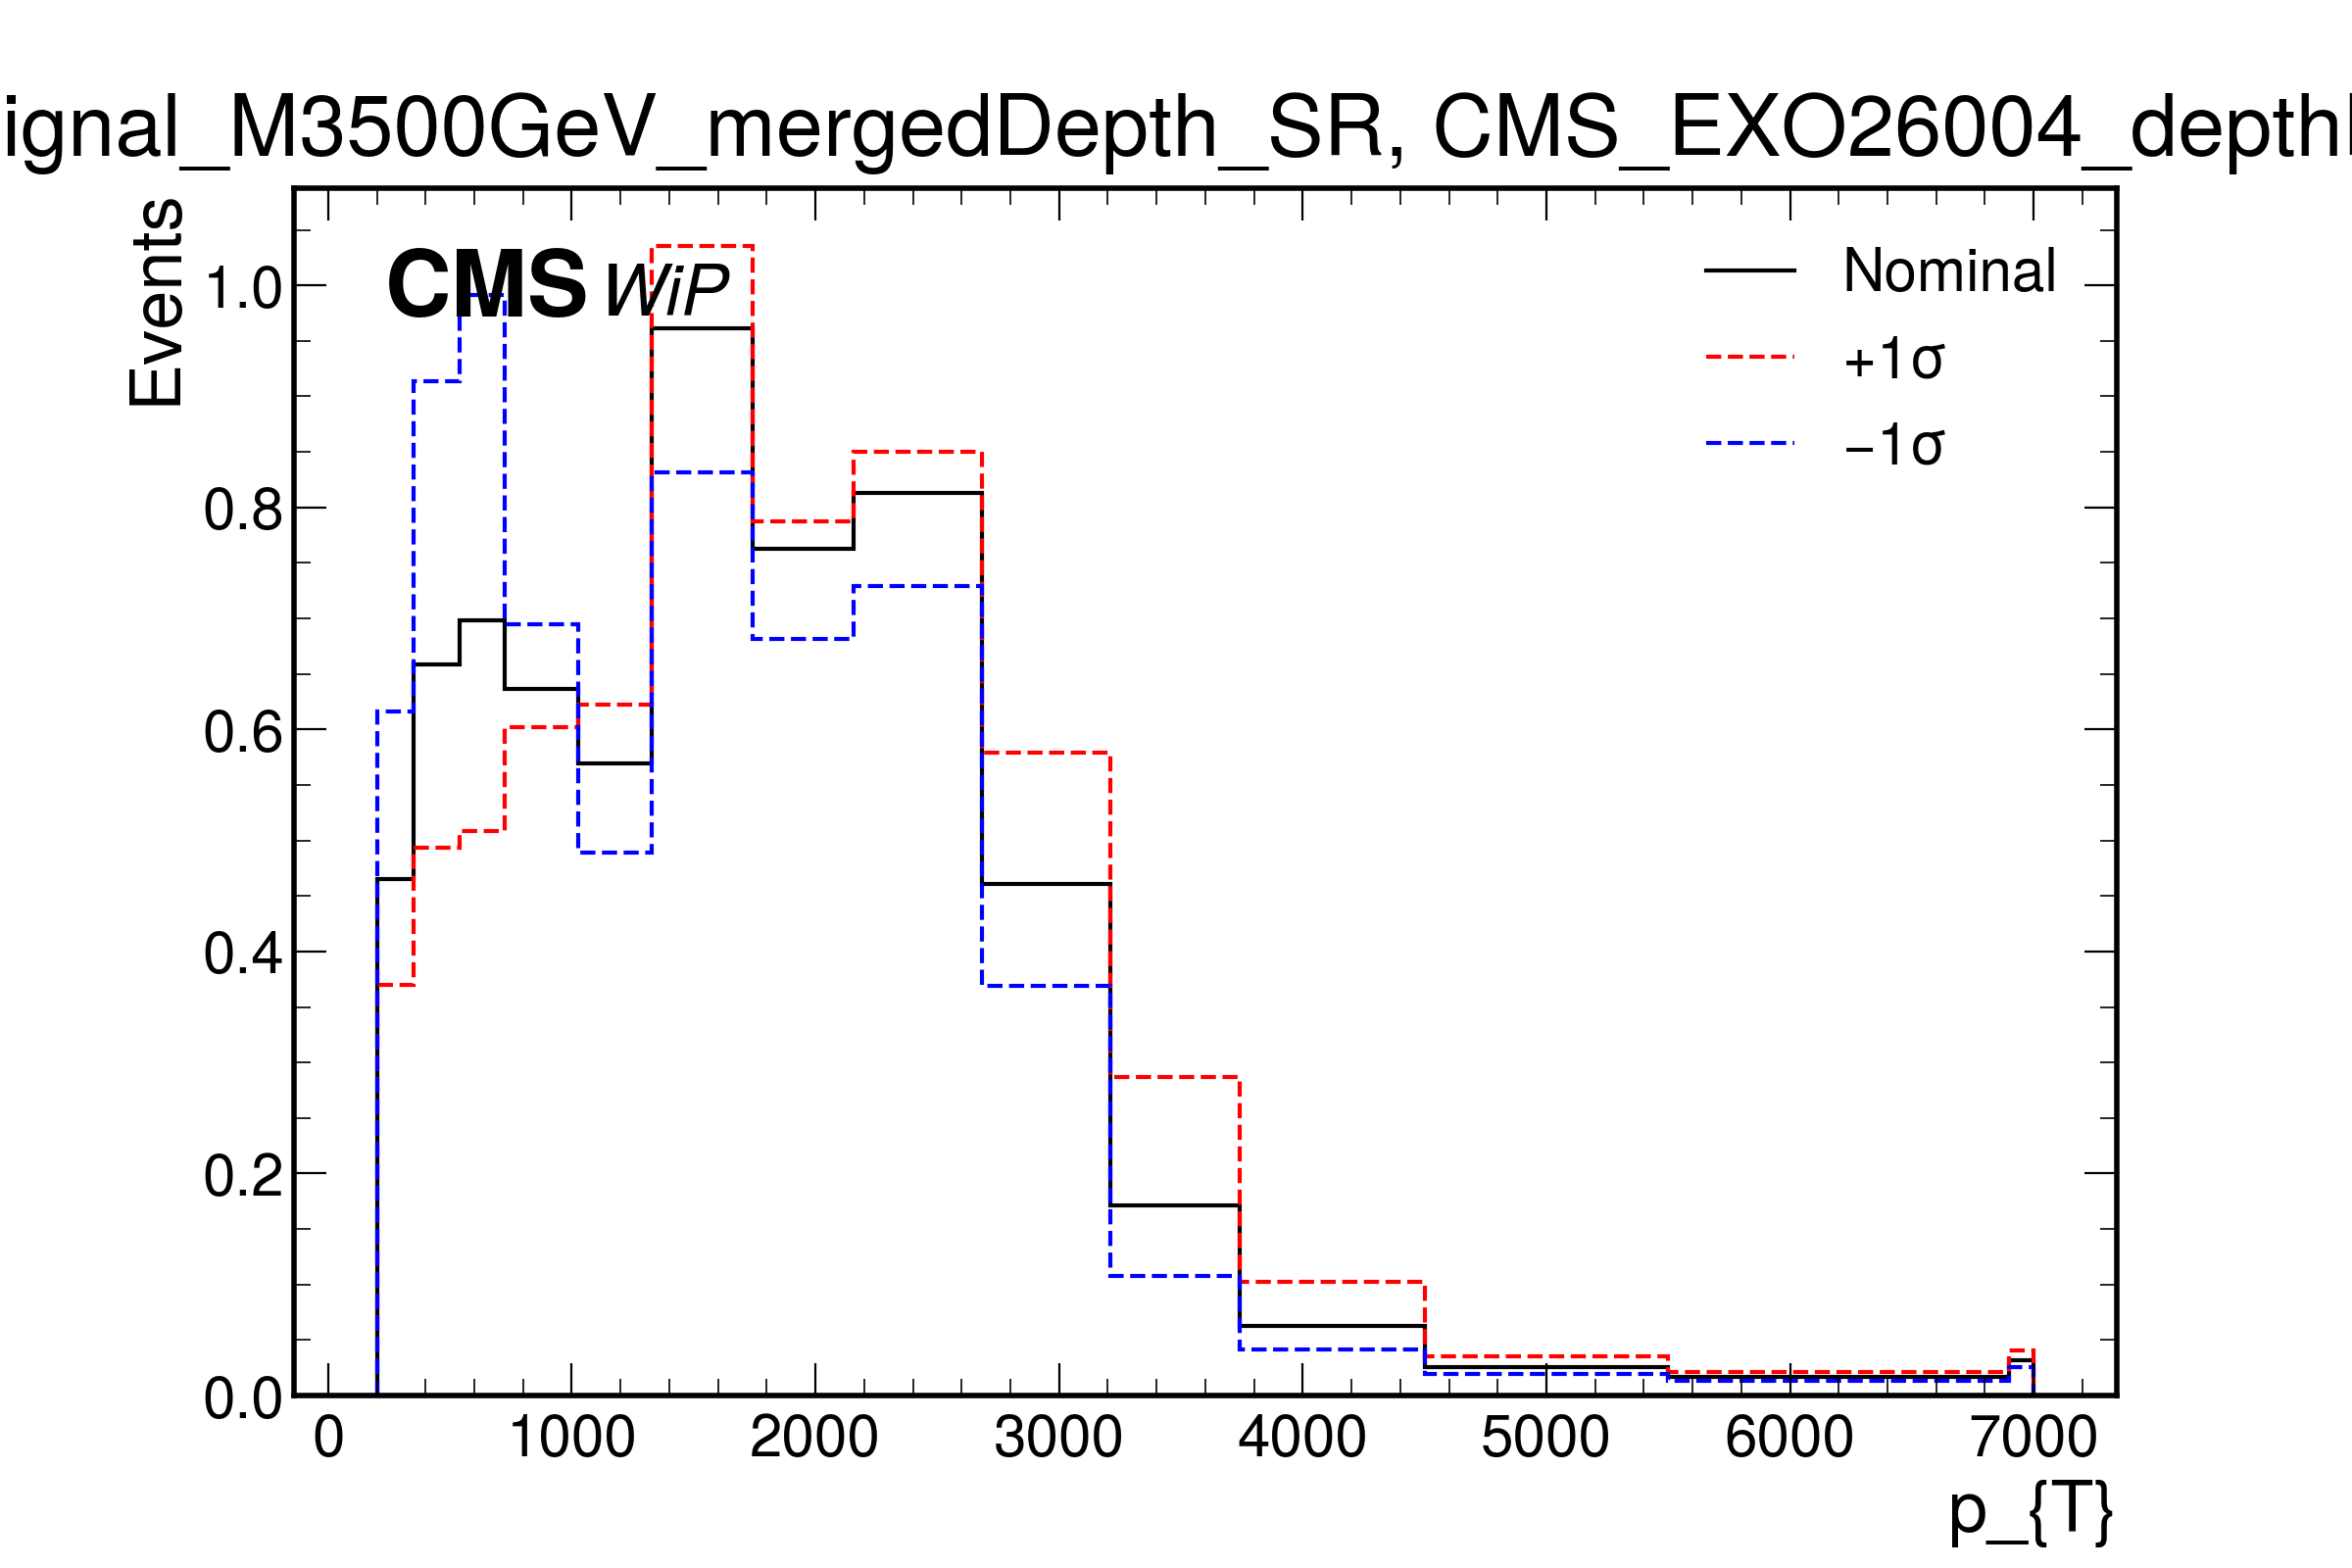 ignal_M3500GeV_mergedDepth_SR, CMS_EXO26004_depth
Events
CMS WiP
Nominal
+1σ
−1σ
1.0
0.8
0.6
0.4
0.2
0.0
0 1000 2000 3000 4000 5000 6000 7000
p_{T}